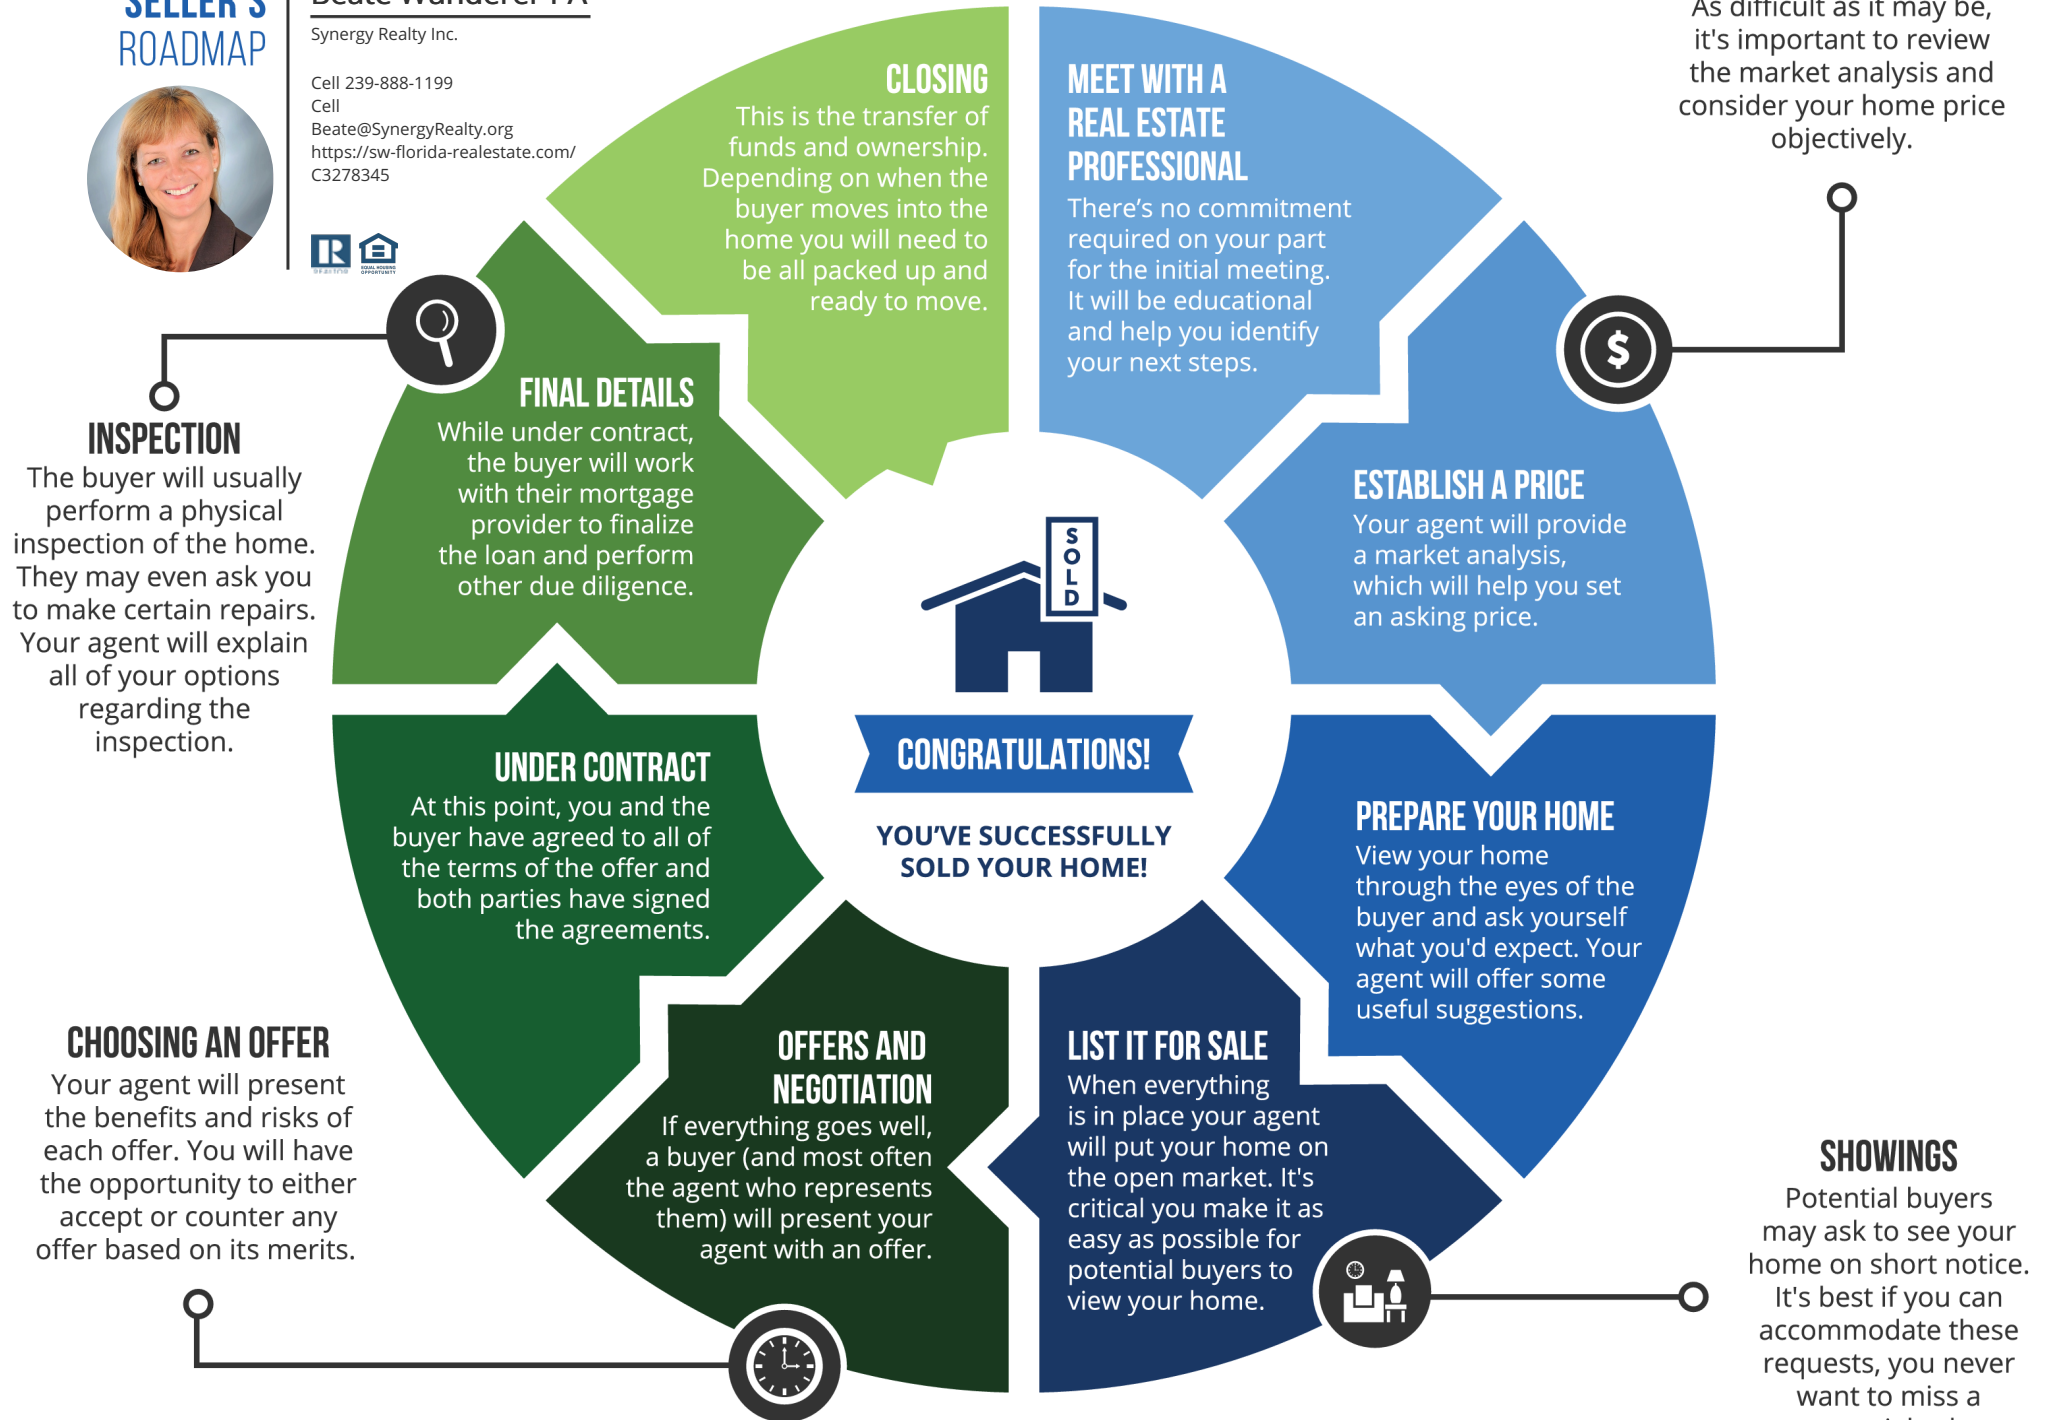 SELLER'S
ROADMAP
Beate Wanderer PA
Synergy Realty Inc.
Cell 239-888-1199
Cell
Beate@SynergyRealty.org
https://sw-florida-realestate.com/
C3278345
REALTOR
EQUAL HOUSING
OPPORTUNITY
As difficult as it may be,
it's important to review
the market analysis and
consider your home price
objectively.
MEET WITH A
REAL ESTATE
PROFESSIONAL
There’s no commitment
required on your part
for the initial meeting.
It will be educational
and help you identify
your next steps.
$
ESTABLISH A PRICE
Your agent will provide
a market analysis,
which will help you set
an asking price.
PREPARE YOUR HOME
View your home
through the eyes of the
buyer and ask yourself
what you'd expect. Your
agent will offer some
useful suggestions.
LIST IT FOR SALE
When everything
is in place your agent
will put your home on
the open market. It's
critical you make it as
easy as possible for
potential buyers to
view your home.
SHOWINGS
Potential buyers
may ask to see your
home on short notice.
It's best if you can
accommodate these
requests, you never
want to miss a
OFFERS AND
NEGOTIATION
If everything goes well,
a buyer (and most often
the agent who represents
them) will present your
agent with an offer.
CHOOSING AN OFFER
Your agent will present
the benefits and risks of
each offer. You will have
the opportunity to either
accept or counter any
offer based on its merits.
UNDER CONTRACT
At this point, you and the
buyer have agreed to all of
the terms of the offer and
both parties have signed
the agreements.
FINAL DETAILS
While under contract,
the buyer will work
with their mortgage
provider to finalize
the loan and perform
other due diligence.
INSPECTION
The buyer will usually
perform a physical
inspection of the home.
They may even ask you
to make certain repairs.
Your agent will explain
all of your options
regarding the
inspection.
CLOSING
This is the transfer of
funds and ownership.
Depending on when the
buyer moves into the
home you will need to
be all packed up and
ready to move.
SOLD
CONGRATULATIONS!
YOU’VE SUCCESSFULLY
SOLD YOUR HOME!